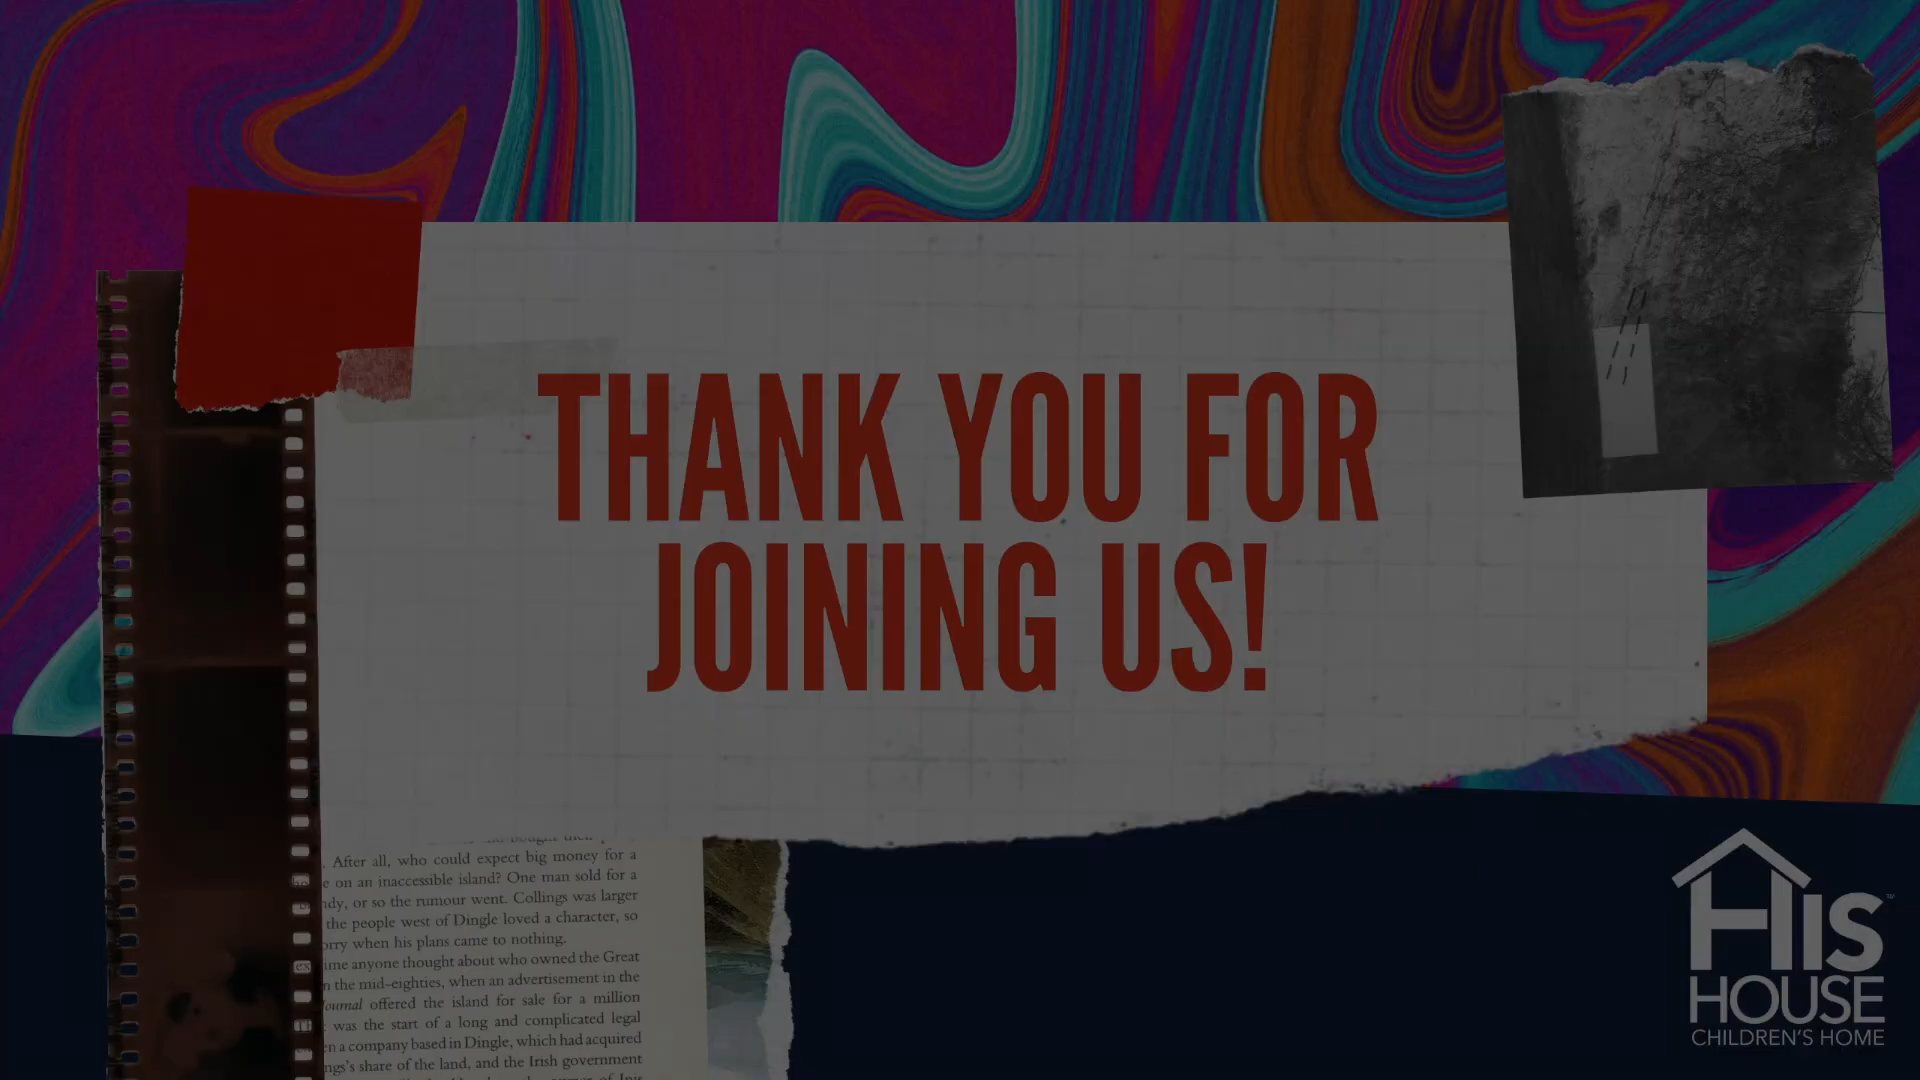 THANK YOU FOR
JOINING US!
After all, who could expect big money for a
on an inaccessible island? One man sold for a
or so the rumour went. Collings was larger
the people west of Dingle loved a character, so
when his plans came to nothing.
anyone thought about who owned the Great
the mid-eighties, when an advertisement in the
offered the island for sale for a million
was the start of a long and complicated legal
a company based in Dingle, which had acquired
share of the land, and the Irish government
HIS
HOUSE
CHILDREN'S HOME